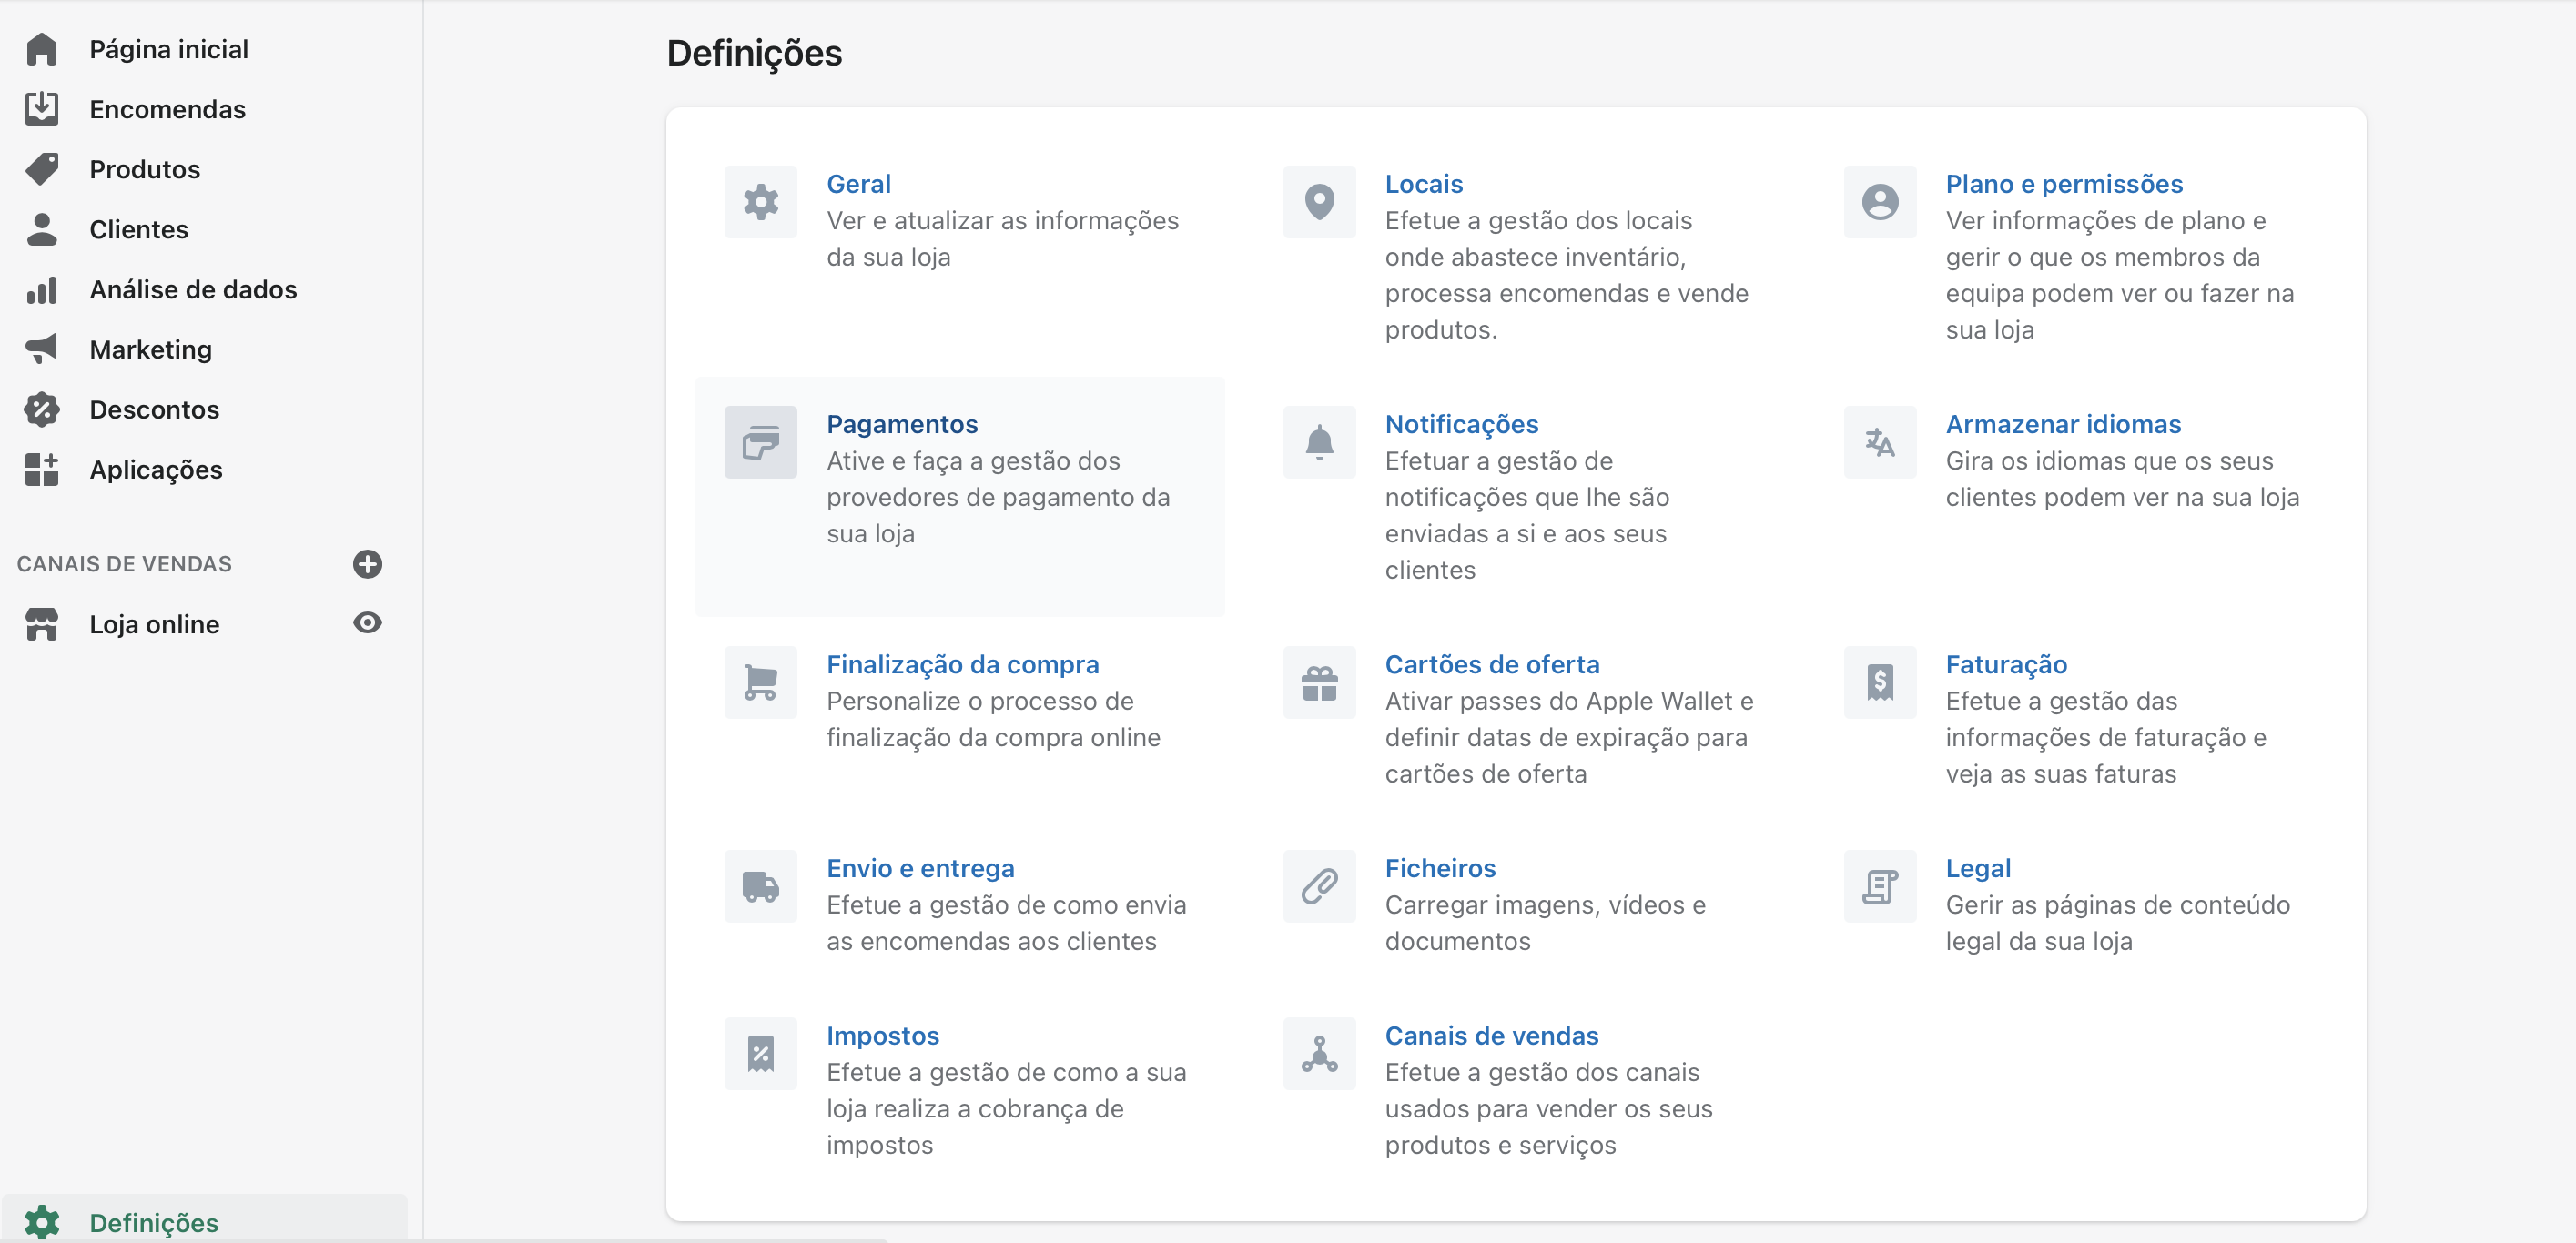 Página inicial
Encomendas
Produtos
Clientes
Análise de dados
Marketing
Descontos
Aplicações
CANAIS DE VENDAS
Loja online
Definições
Definições
Geral
Ver e atualizar as informações
da sua loja
Locais
Efetue a gestão dos locais
onde abastece inventário,
processa encomendas e vende
produtos.
Plano e permissões
Ver informações de plano e
gerir o que os membros da
equipa podem ver ou fazer na
sua loja
Pagamentos
Ative e faça a gestão dos
provedores de pagamento da
sua loja
Notificações
Efetuar a gestão de
notificações que lhe são
enviadas a si e aos seus
clientes
Armazenar idiomas
Gira os idiomas que os seus
clientes podem ver na sua loja
Finalização da compra
Personalize o processo de
finalização da compra online
Cartões de oferta
Ativar passes do Apple Wallet e
definir datas de expiração para
cartões de oferta
Faturação
Efetue a gestão das
informações de faturação e
veja as suas faturas
Envio e entrega
Efetue a gestão de como envia
as encomendas aos clientes
Ficheiros
Carregar imagens, vídeos e
documentos
Legal
Gerir as páginas de conteúdo
legal da sua loja
Impostos
Efetue a gestão de como a sua
loja realiza a cobrança de
impostos
Canais de vendas
Efetue a gestão dos canais
usados para vender os seus
produtos e serviços